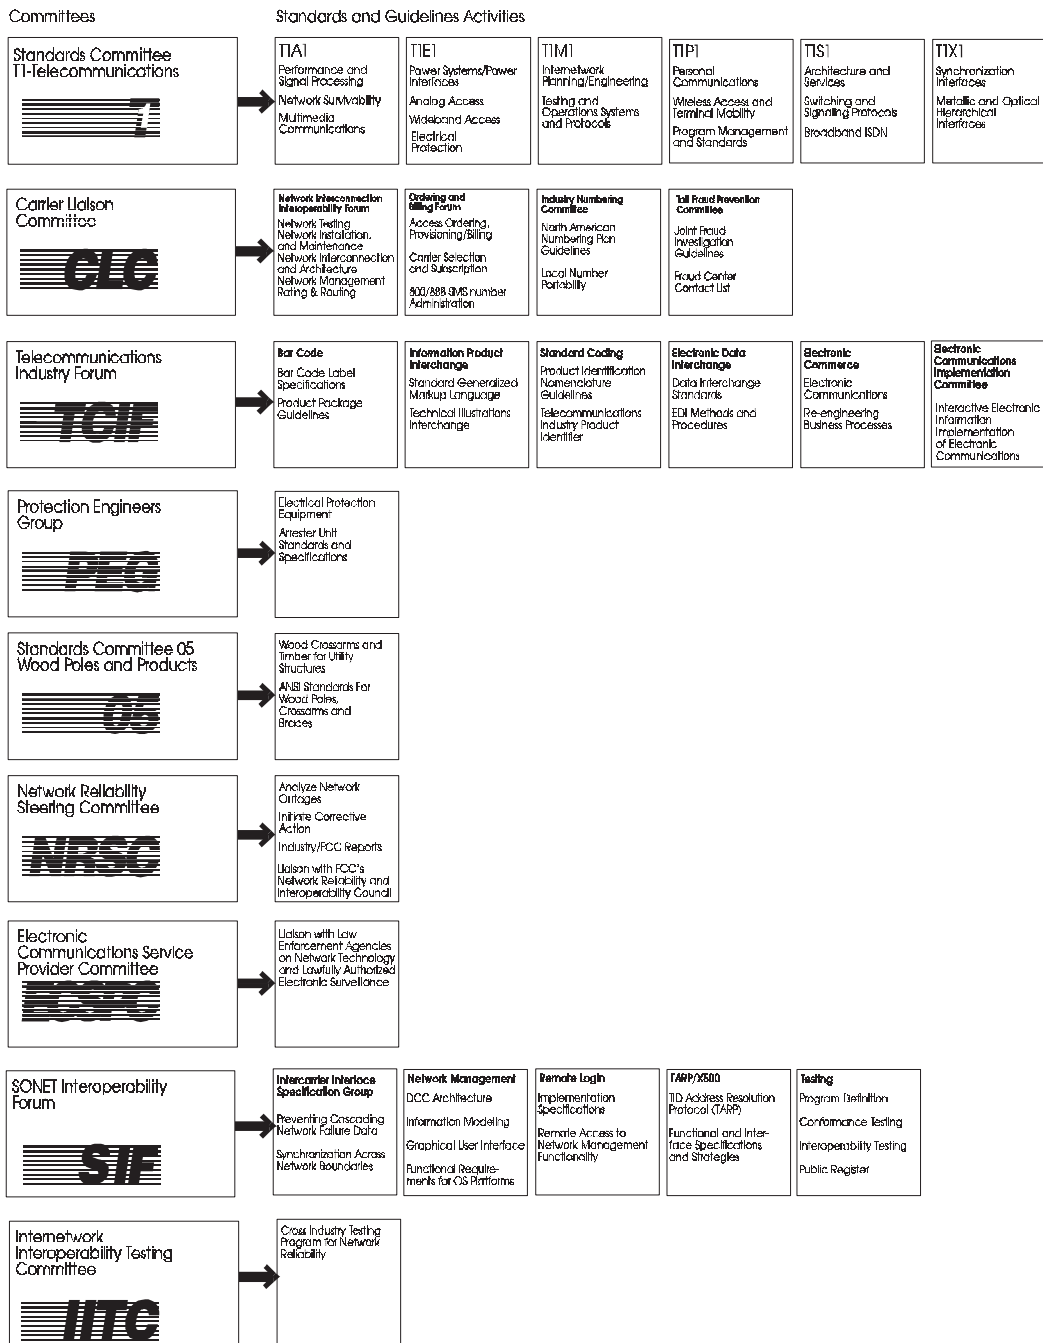 Committees
Standards and Guidelines Activities
Standards Committee
T1-Telecommunications
1
T1A1
Performance and
Signal Processing
Network Survivability
Multimedia
Communications
T1E1
Power Systems/Power
Interfaces
Analog Access
Wideband Access
Electrical
Protection
T1M1
Internetwork
Planning/Engineering
Testing and
Operations Systems
and Protocols
T1P1
Personal
Communications
Wireless Access and
Terminal Mobility
Program Management
and Standards
T1S1
Architecture and
Services
Switching and
Signaling Protocols
Broadband ISDN
T1X1
Synchronization
Interfaces
Metallic and Optical
Hierarchical
Interfaces
Carrier Liaison
Committee
CLC
Network Interconnection
Interoperability Forum
Network Testing
Network Installation,
and Maintenance
Network Interconnection
and Architecture
Network Management
Rating & Routing
Ordering and
Billing Forum
Access Ordering,
Provisioning/Billing
Carrier Selection
and Subscription
800/888 SMS number
Administration
Industry Numbering
Committee
North American
Numbering Plan
Guidelines
Local Number
Portability
Toll Fraud Prevention
Committee
Joint Fraud
Investigation
Guidelines
Fraud Center
Contact List
Telecommunications
Industry Forum
TCIF
Bar Code
Bar Code Label
Specifications
Product Package
Guidelines
Information Product
Interchange
Standard Generalized
Markup Language
Technical Illustrations
Interchange
Standard Coding
Product Identification
Nomenclature
Guidelines
Telecommunications
Industry Product
Identifier
Electronic Data
Interchange
Data Interchange
Standards
EDI Methods and
Procedures
Electronic
Commerce
Electronic
Communications
Re-engineering
Business Processes
Electronic
Communications
Implementation
Committee
Interactive Electronic
Information
Implementation
of Electronic
Communications
Protection Engineers
Group
PEG
Electrical Protection
Equipment
Arrester Unit
Standards and
Specifications
Standards Committee 05
Wood Poles and Products
05
Wood Crossarms and
Timber for Utility
Structures
ANSI Standards For
Wood Poles,
Crossarms and
Braces
Network Reliability
Steering Committee
NRSC
Analyze Network
Outages
Initiate Corrective
Action
Industry/FCC Reports
Liaison with FCC's
Network Reliability and
Interoperability Council
Electronic
Communications Service
Provider Committee
ECSPC
Liaison with Law
Enforcement Agencies
on Network Technology
and Lawfully Authorized
Electronic Surveillance
SONET Interoperability
Forum
SIF
Intercarrier Interface
Specification Group
Preventing Cascading
Network Failure Data
Synchronization Across
Network Boundaries
Network Management
DCC Architecture
Information Modeling
Graphical User Interface
Functional Require-
ments for OS Platforms
Remote Login
Implementation
Specifications
Remote Access to
Network Management
Functionality
TARP/X500
TID Address Resolution
Protocol (TARP)
Functional and Inter-
face Specifications
and Strategies
Testing
Program Definition
Conformance Testing
Interoperability Testing
Public Register
Internetwork
Interoperability Testing
Committee
IITC
Cross Industry Testing
Program for Network
Reliability